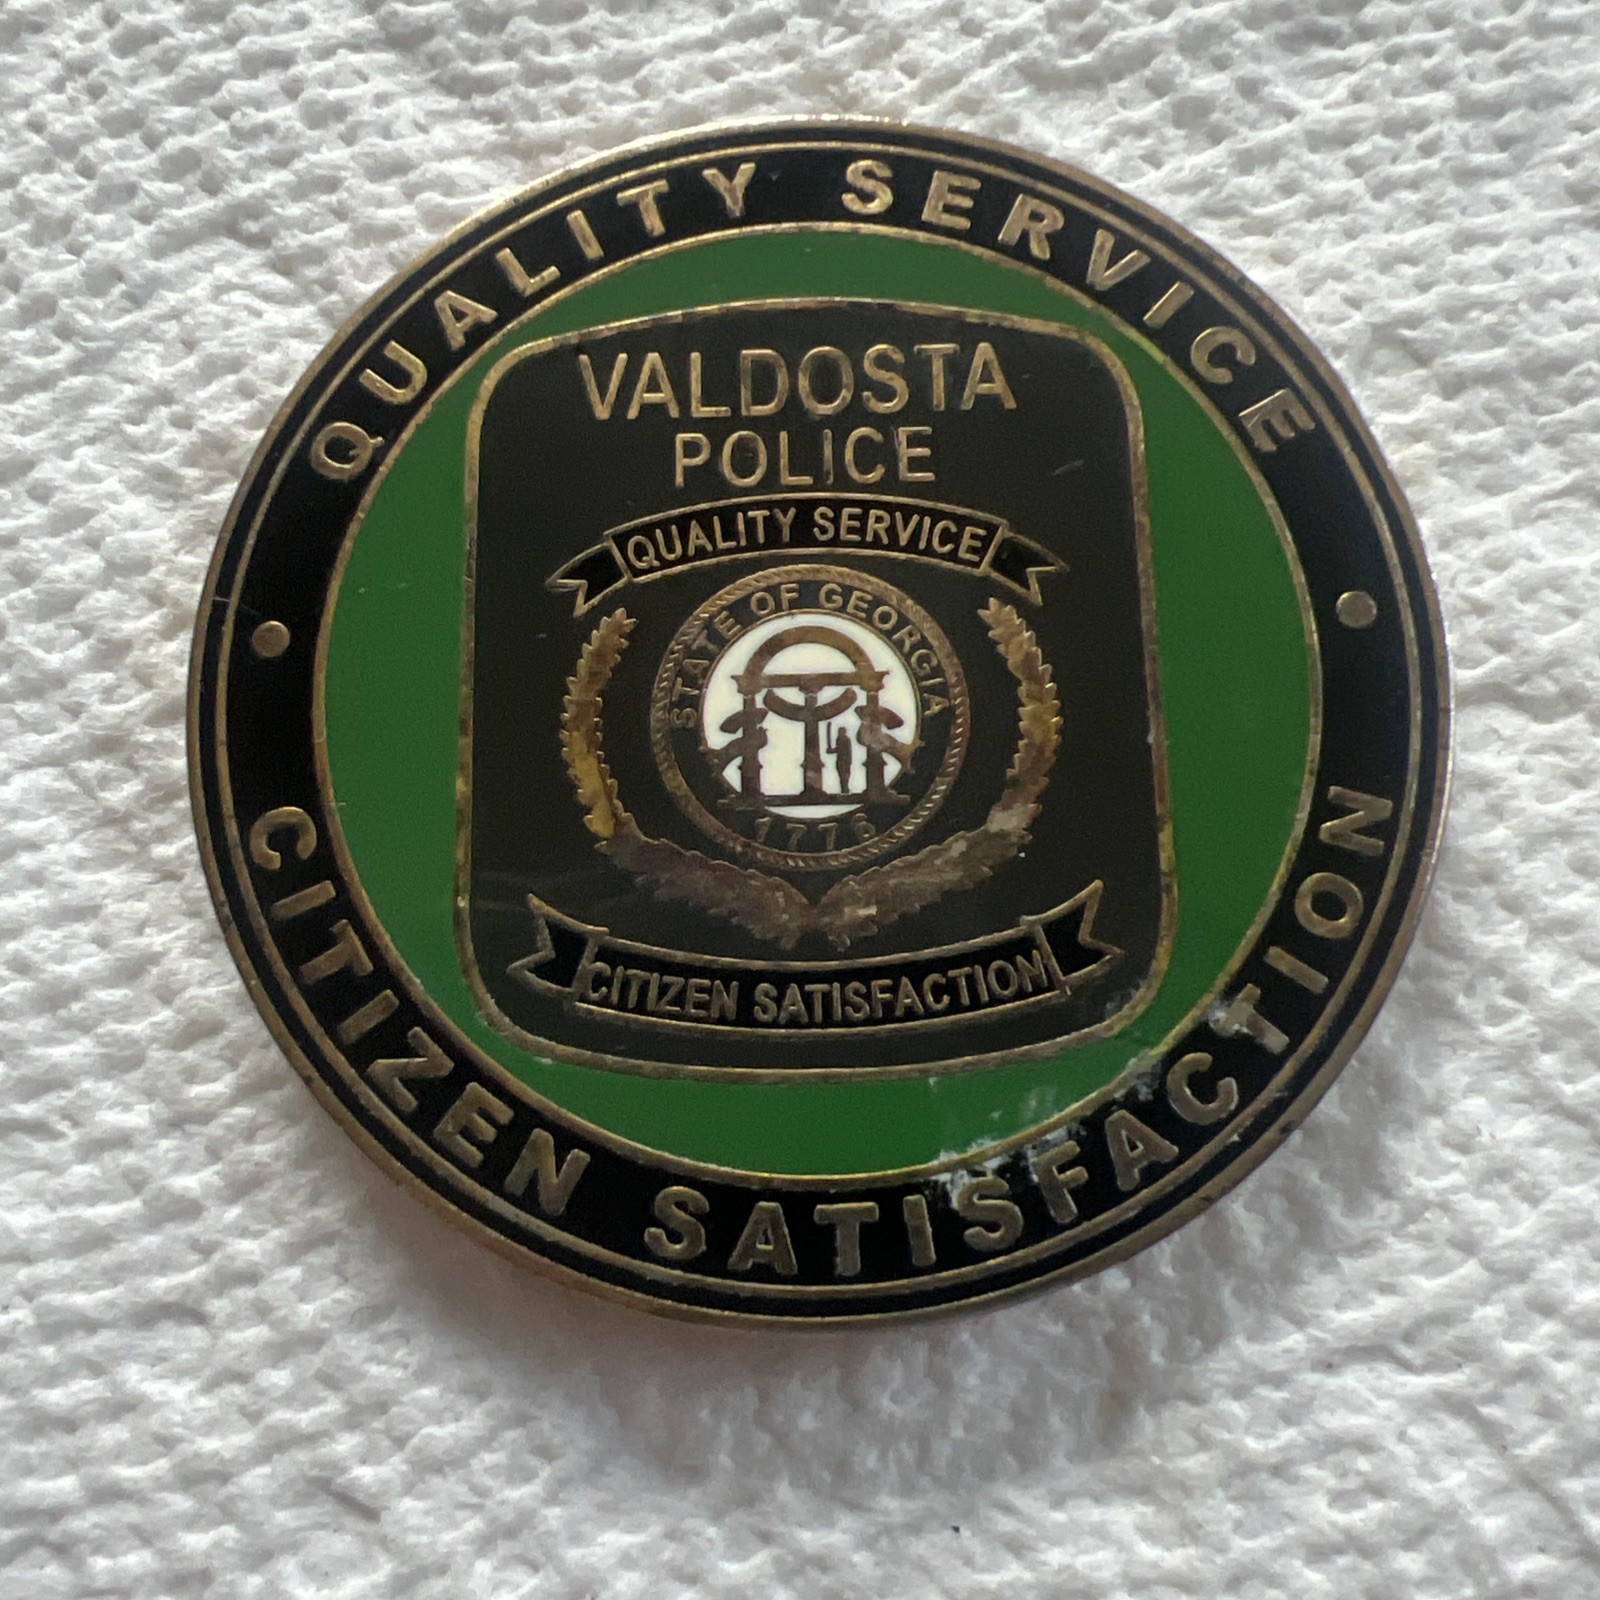 QUALITY SERVICE
VALDOSTA
POLICE
QUALITY SERVICE
STATE OF GEORGIA
1776
CITIZEN SATISFACTION
CITIZEN SATISFACTION